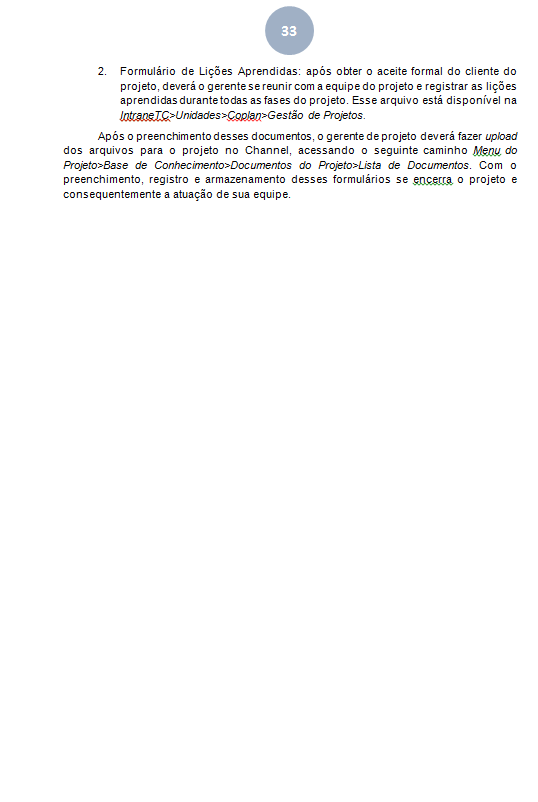 33
2. Formulário de Lições Aprendidas: após obter o aceite formal do cliente do
projeto, deverá o gerente se reunir com a equipe do projeto e registrar as lições
aprendidas durante todas as fases do projeto. Esse arquivo está disponível na
IntraneTC>Unidades>Coplan>Gestão de Projetos.
Após o preenchimento desses documentos, o gerente de projeto deverá fazer upload
dos arquivos para o projeto no Channel, acessando o seguinte caminho Menu do
Projeto>Base de Conhecimento>Documentos do Projeto>Lista de Documentos. Com o
preenchimento, registro e armazenamento desses formulários se encerra o projeto e
consequentemente a atuação de sua equipe.